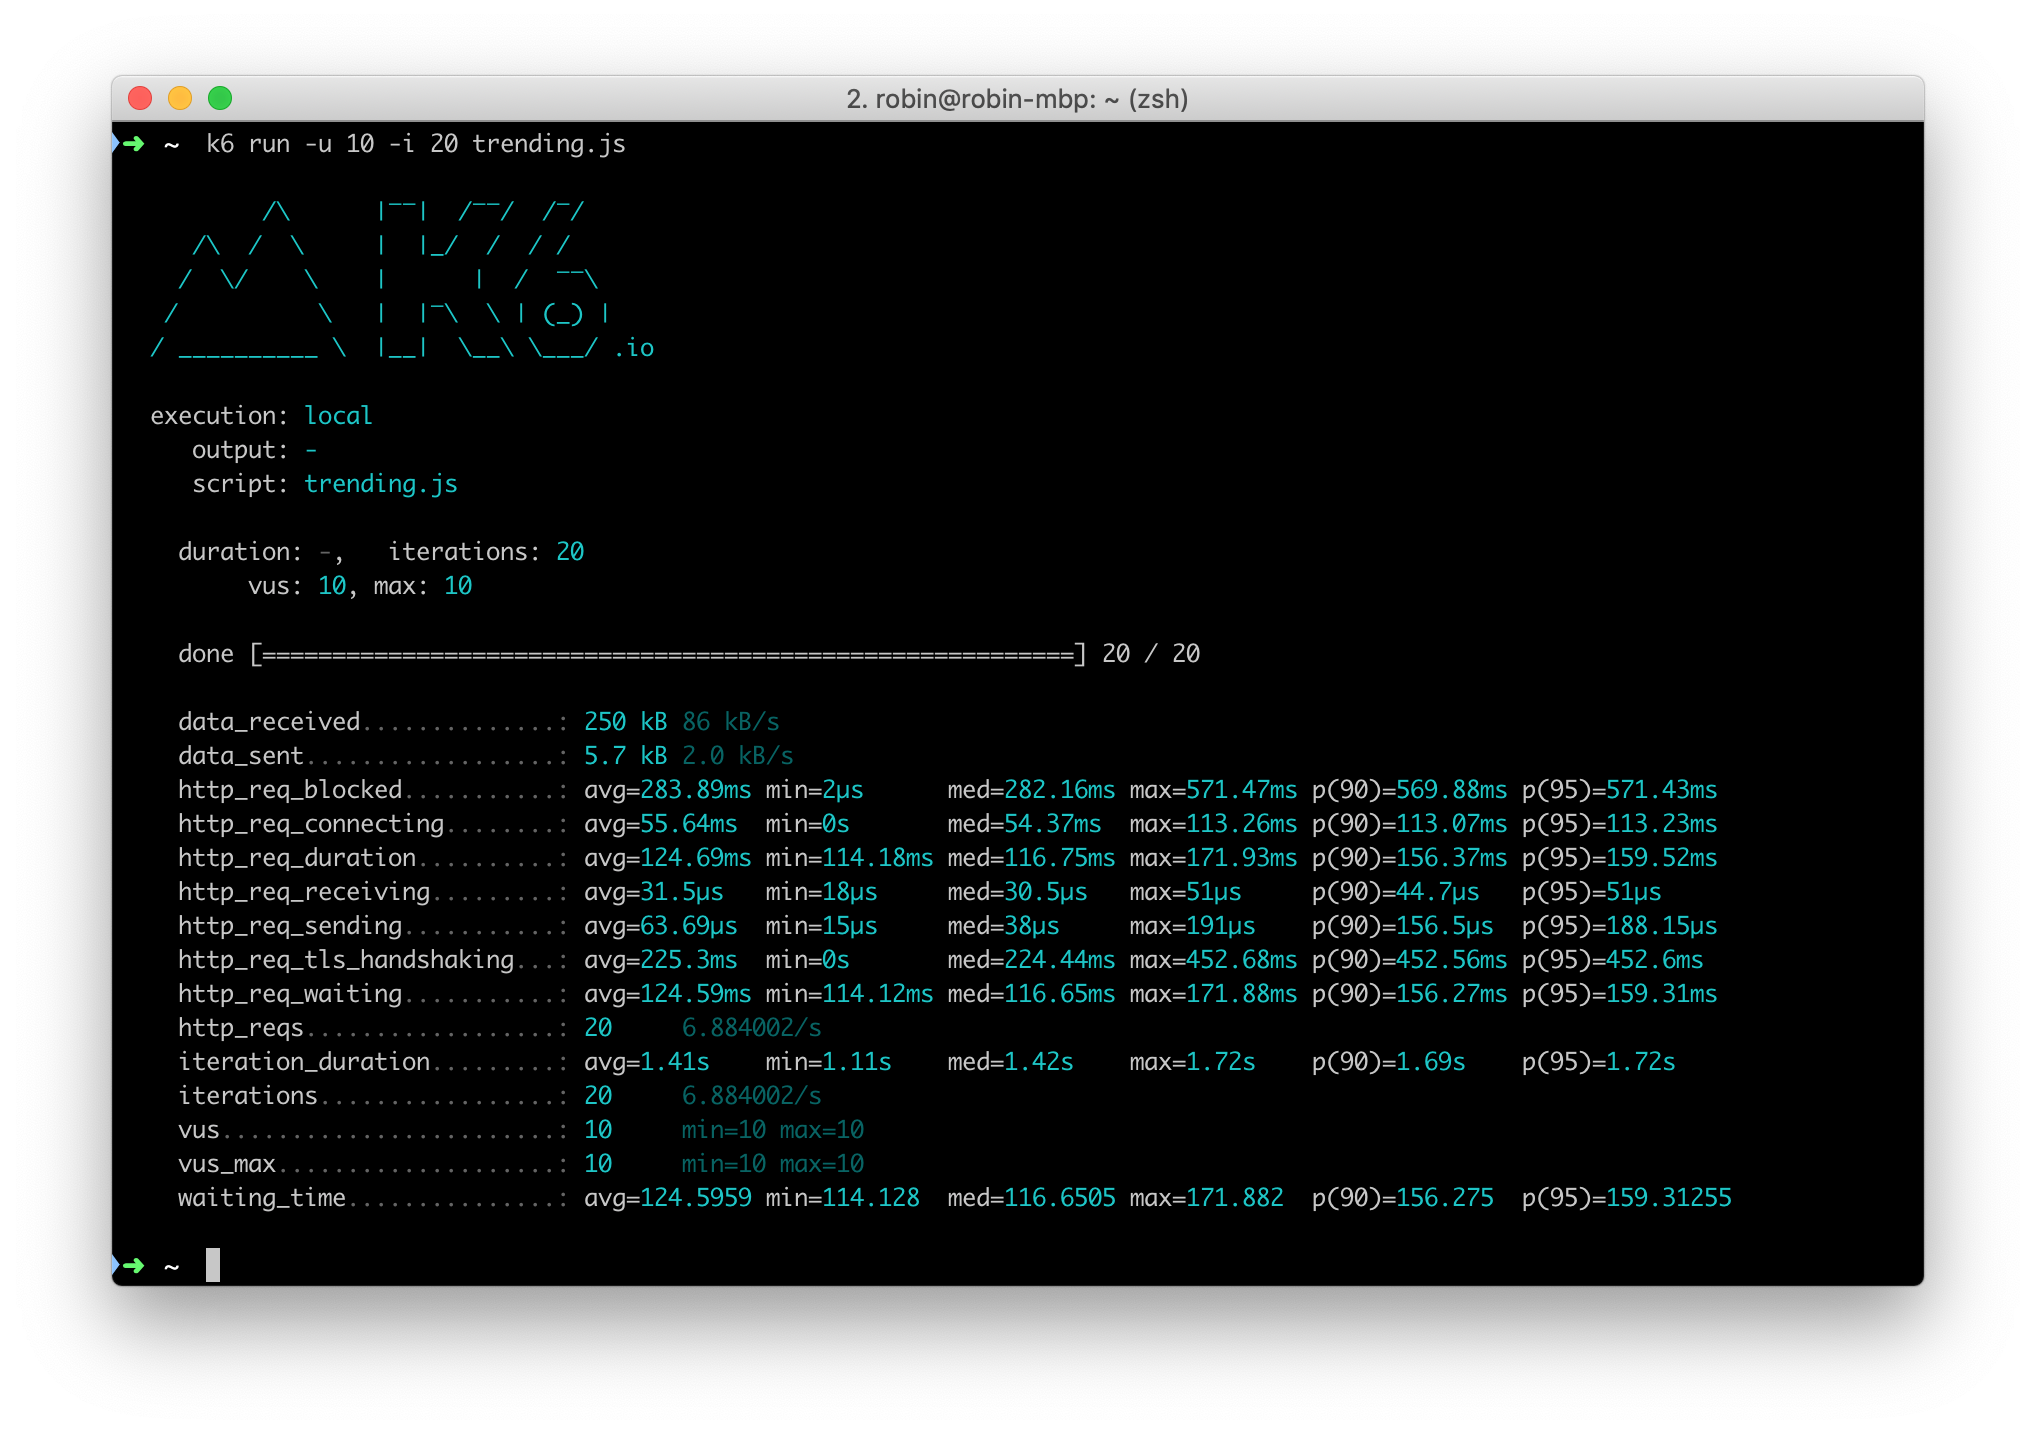 2. robin@robin-mbp: ~ (zsh)
➜  ~  k6 run -u 10 -i 20 trending.js
        /\      |‾‾|  /‾‾/  /‾/
   /\  /  \     |  |_/  /  / /
  /  \/    \    |      |  /  ‾‾\
 /          \   |  |‾\  \ | (_) |
/ __________ \  |__|  \__\ \___/ .io
execution: local
output: -
script: trending.js
duration: -,   iterations: 20
vus: 10, max: 10
done [==========================================================] 20 / 20
data_received..............: 250 kB 86 kB/s
data_sent..................: 5.7 kB 2.0 kB/s
http_req_blocked...........: avg=283.89ms min=2µs      med=282.16ms max=571.47ms p(90)=569.88ms p(95)=571.43ms
http_req_connecting........: avg=55.64ms  min=0s       med=54.37ms  max=113.26ms p(90)=113.07ms p(95)=113.23ms
http_req_duration..........: avg=124.69ms min=114.18ms med=116.75ms max=171.93ms p(90)=156.37ms p(95)=159.52ms
http_req_receiving.........: avg=31.5µs   min=18µs     med=30.5µs   max=51µs     p(90)=44.7µs   p(95)=51µs
http_req_sending...........: avg=63.69µs  min=15µs     med=38µs     max=191µs    p(90)=156.5µs  p(95)=188.15µs
http_req_tls_handshaking...: avg=225.3ms  min=0s       med=224.44ms max=452.68ms p(90)=452.56ms p(95)=452.6ms
http_req_waiting...........: avg=124.59ms min=114.12ms med=116.65ms max=171.88ms p(90)=156.27ms p(95)=159.31ms
http_reqs..................: 20     6.884002/s
iteration_duration.........: avg=1.41s    min=1.11s    med=1.42s    max=1.72s    p(90)=1.69s    p(95)=1.72s
iterations.................: 20     6.884002/s
vus........................: 10     min=10 max=10
vus_max....................: 10     min=10 max=10
waiting_time...............: avg=124.5959 min=114.128  med=116.6505 max=171.882  p(90)=156.275  p(95)=159.31255
➜  ~